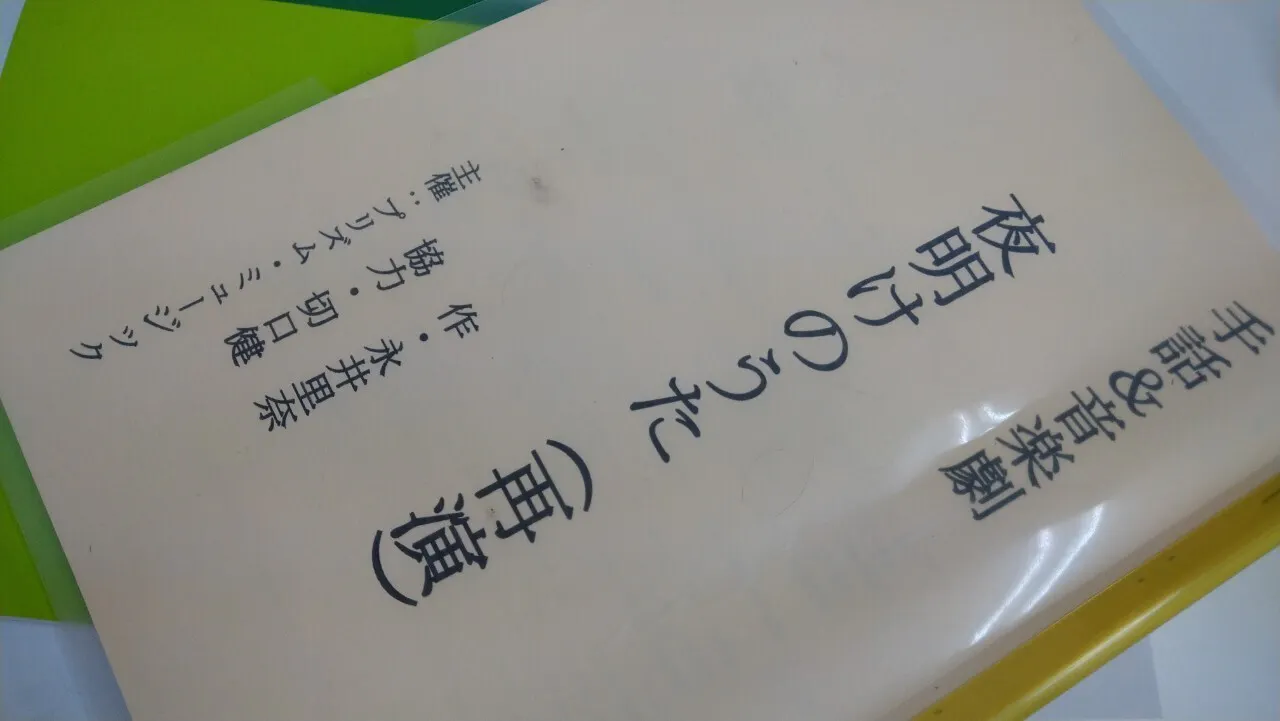 手話&音楽劇
夜明けのうた
(再演)
作・永井里奈
協力・切口健
主催:プリズム・ミュージック